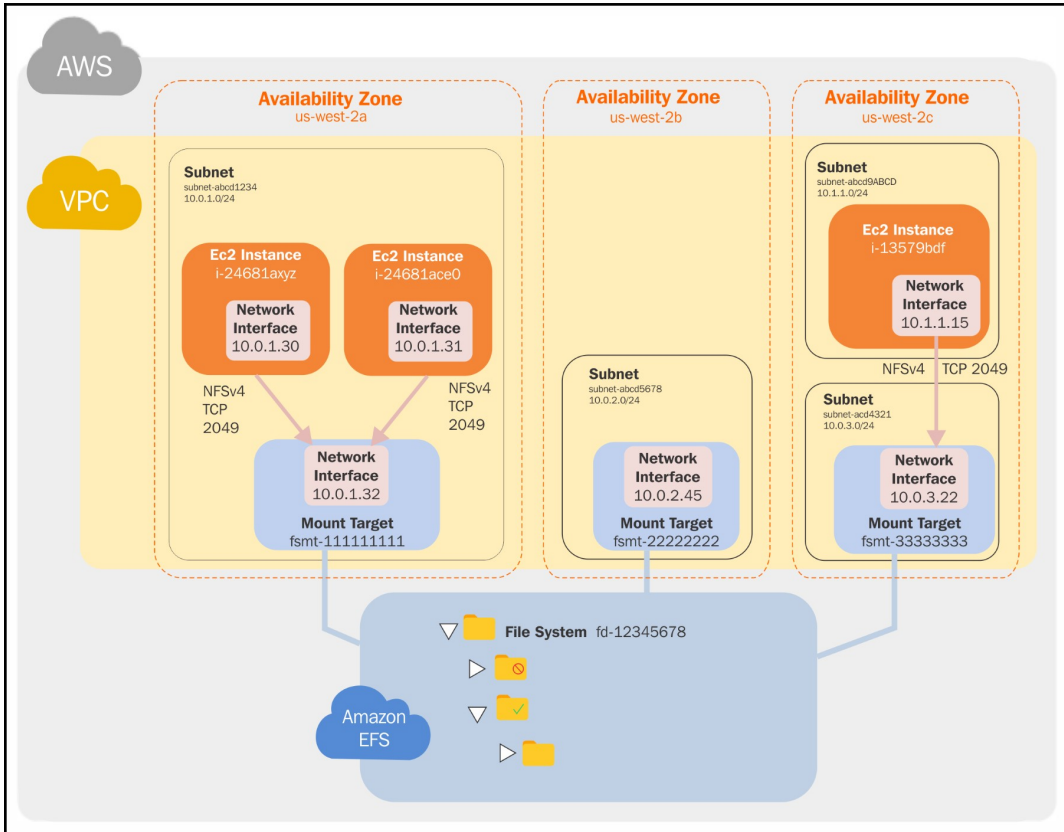 AWS
VPC
Availability Zone
us-west-2a
Subnet
subnet-abcd1234
10.0.1.0/24
Ec2 Instance
i-24681axyz
Network
Interface
10.0.1.30
Ec2 Instance
i-24681ace0
Network
Interface
10.0.1.31
NFSv4
TCP
2049
NFSv4
TCP
2049
Network
Interface
10.0.1.32
Mount Target
fsmt-111111111
Availability Zone
us-west-2b
Subnet
subnet-abcd5678
10.0.2.0/24
Network
Interface
10.0.2.45
Mount Target
fsmt-22222222
Availability Zone
us-west-2c
Subnet
subnet-abcd9ABCD
10.1.1.0/24
Ec2 Instance
i-13579bdf
Network
Interface
10.1.1.15
NFSv4 TCP 2049
Subnet
subnet-acd4321
10.0.3.0/24
Network
Interface
10.0.3.22
Mount Target
fsmt-33333333
File System fd-12345678
Amazon
EFS